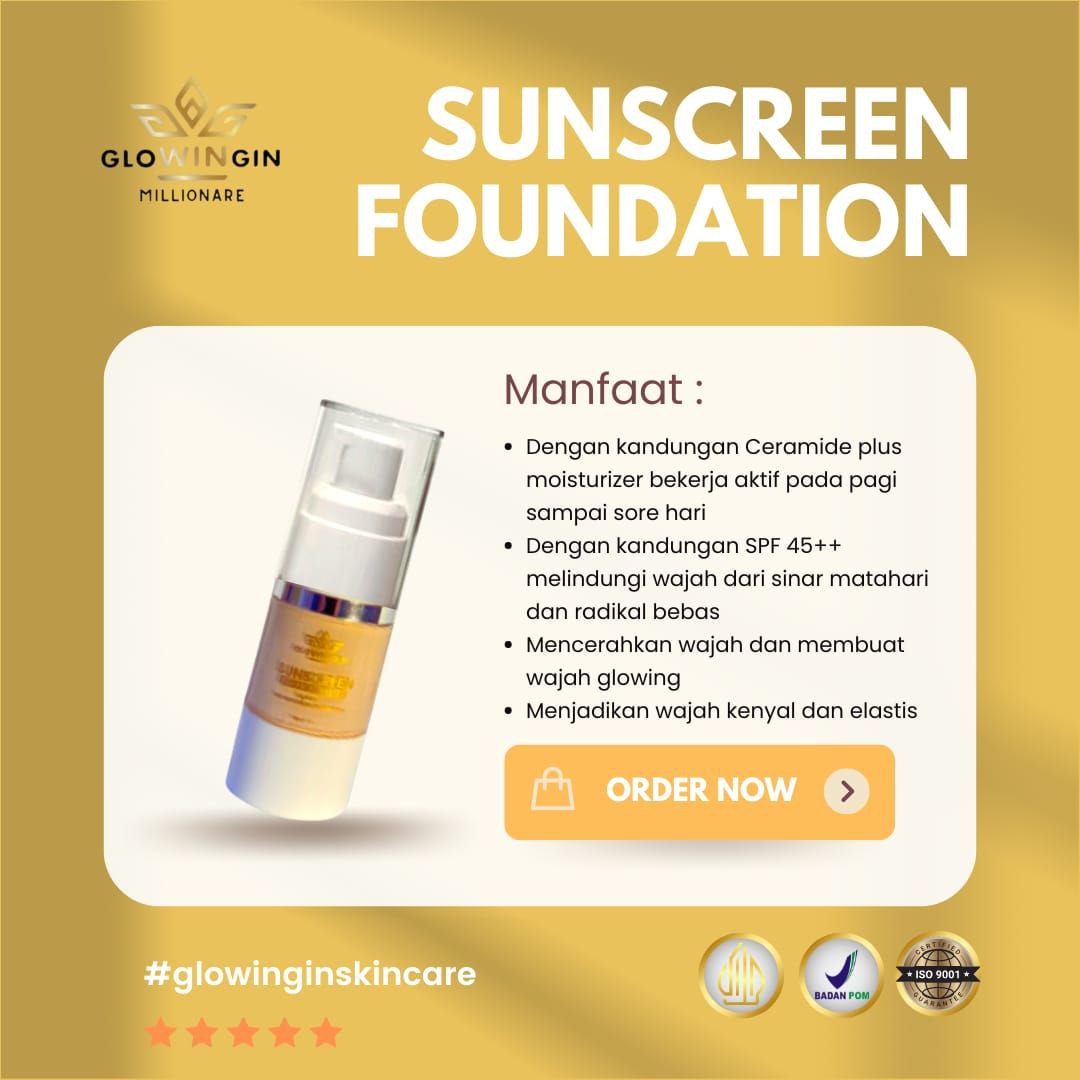 GLOWINGIN
MILLIONARE
SUNSCREEN
FOUNDATION
Manfaat :
• Dengan kandungan Ceramide plus
moisturizer bekerja aktif pada pagi
sampai sore hari
• Dengan kandungan SPF 45++
melindungi wajah dari sinar matahari
dan radikal bebas
• Mencerahkan wajah dan membuat
wajah glowing
• Menjadikan wajah kenyal dan elastis
SUNSCREEN
ORDER NOW
#glowinginskincare
BADAN POM
CERTIFIED
ISO 9001
GUARANTEE